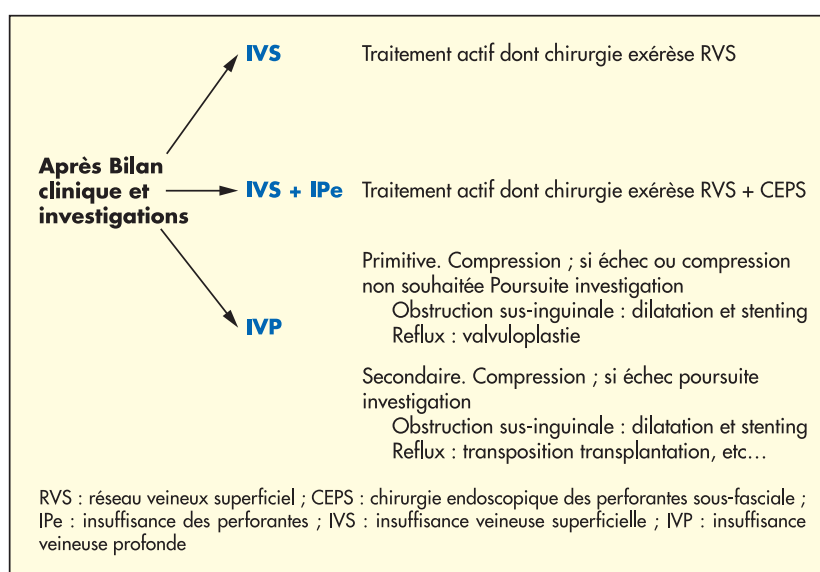 IVS Traitement actif dont chirurgie exérèse RVS
Après Bilan
clinique et
investigations
IVS + IPe Traitement actif dont chirurgie exérèse RVS + CEPS
IVP
Primitive. Compression ; si échec ou compression
non souhaitée Poursuite investigation
Obstruction sus-inguinale : dilatation et stenting
Reflux : valvuloplastie
Secondaire. Compression ; si échec poursuite
investigation
Obstruction sus-inguinale : dilatation et stenting
Reflux : transposition transplantation, etc…
RVS : réseau veineux superficiel ; CEPS : chirurgie endoscopique des perforantes sous-fasciale ;
IPe : insuffisance des perforantes ; IVS : insuffisance veineuse superficielle ; IVP : insuffisance
veineuse profonde